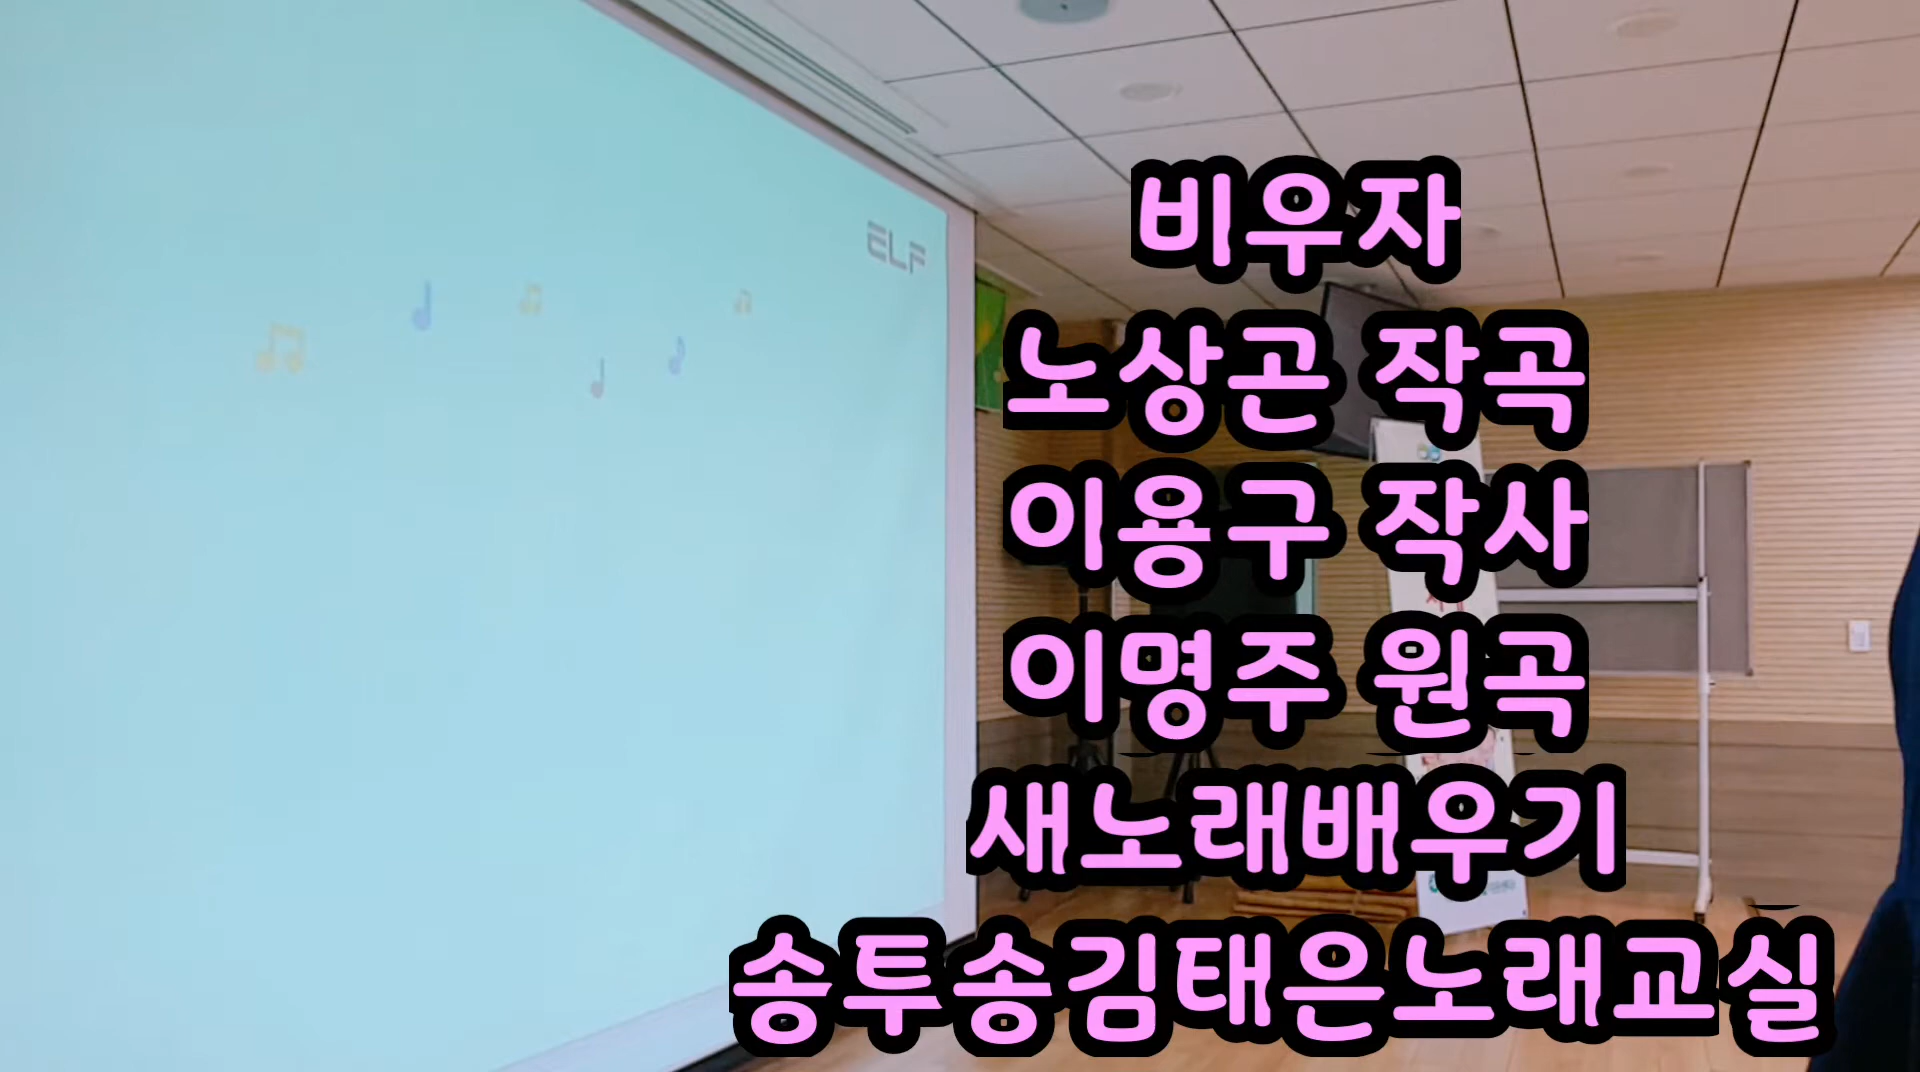 ELF
비우자
노상곤 작곡
이용구 작사
이명주 원곡
새노래배우기
송투송김태은노래교실